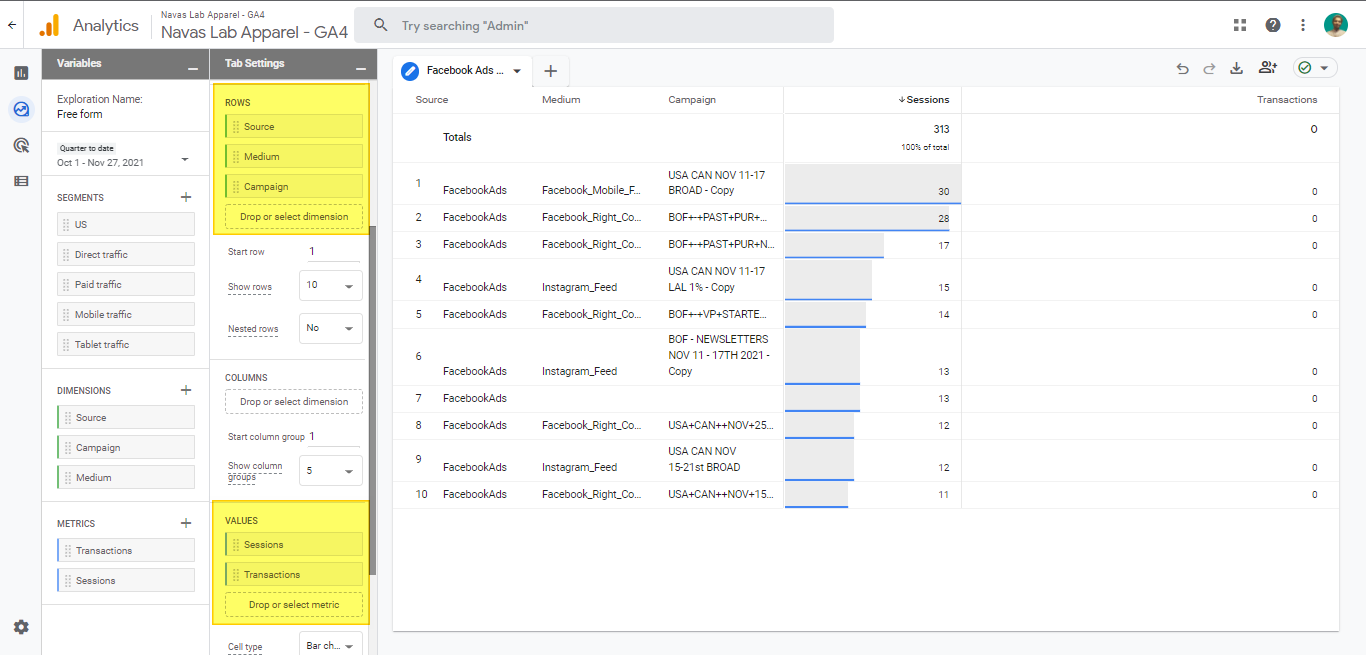 Analytics
Navas Lab Apparel - GA4
Navas Lab Apparel - GA4
Try searching "Admin"
Variables
Exploration Name:
Free form
Quarter to date
Oct 1 - Nov 27, 2021
SEGMENTS
US
Direct traffic
Paid traffic
Mobile traffic
Tablet traffic
DIMENSIONS
Source
Campaign
Medium
METRICS
Transactions
Sessions
Tab Settings
ROWS
Source
Medium
Campaign
Drop or select dimension
Start row 1
Show rows 10
Nested rows No
COLUMNS
Drop or select dimension
Start column group 1
Show column
groups 5
VALUES
Sessions
Transactions
Drop or select metric
Cell type Bar ch...
Facebook Ads ...
Source Medium Campaign Sessions Transactions
Totals 313 0
100% of total
1 FacebookAds Facebook_Mobile_F... USA CAN NOV 11-17
BROAD - Copy 30 0
2 FacebookAds Facebook_Right_Co... BOF+-+PAST+PUR+... 28 0
3 FacebookAds Facebook_Right_Co... BOF+-+PAST+PUR+N... 17 0
4 FacebookAds Instagram_Feed USA CAN NOV 11-17
LAL 1% - Copy 15 0
5 FacebookAds Facebook_Right_Co... BOF+-+VP+STARTE... 14 0
6 FacebookAds Instagram_Feed BOF - NEWSLETTERS
NOV 11 - 17TH 2021 -
Copy 13 0
7 FacebookAds 13 0
8 FacebookAds Facebook_Right_Co... USA+CAN++NOV+25... 12 0
9 FacebookAds Instagram_Feed USA CAN NOV
15-21st BROAD 12 0
10 FacebookAds Facebook_Right_Co... USA+CAN++NOV+15... 11 0